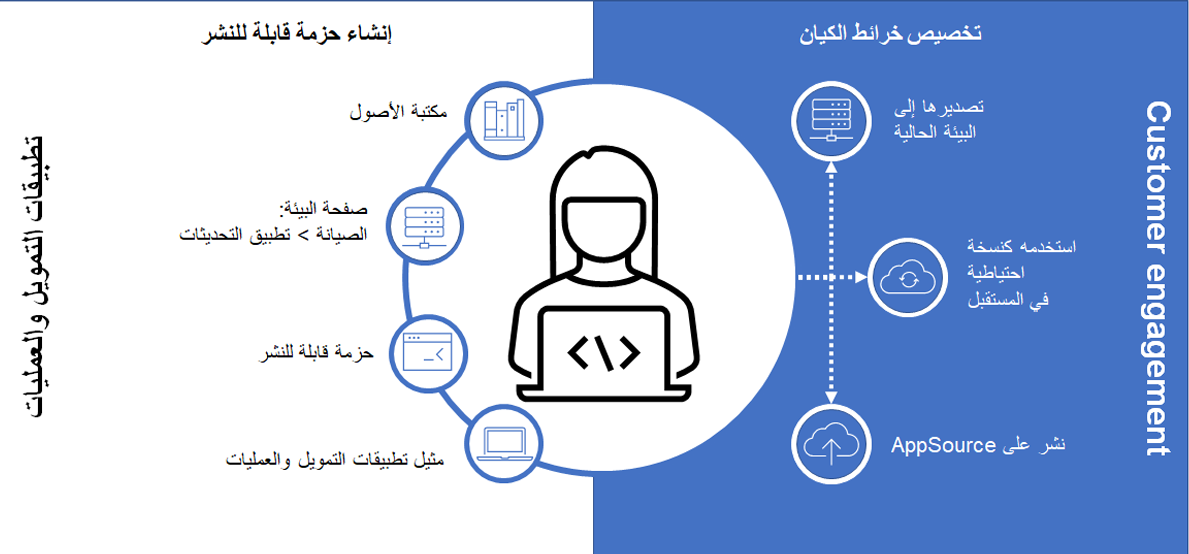 تخصيص خرائط الكيان
تصديرها إلى
البيئة الحالية
استخدمه كنسخة
احتياطية
في المستقبل
نشر على AppSource
Customer engagement
إنشاء حزمة قابلة للنشر
مكتبة الأصول
صفحة البيئة:
الصيانة > تطبيق التحديثات
حزمة قابلة للنشر
مثيل تطبيقات التمويل والعمليات
تطبيقات التمويل والعمليات